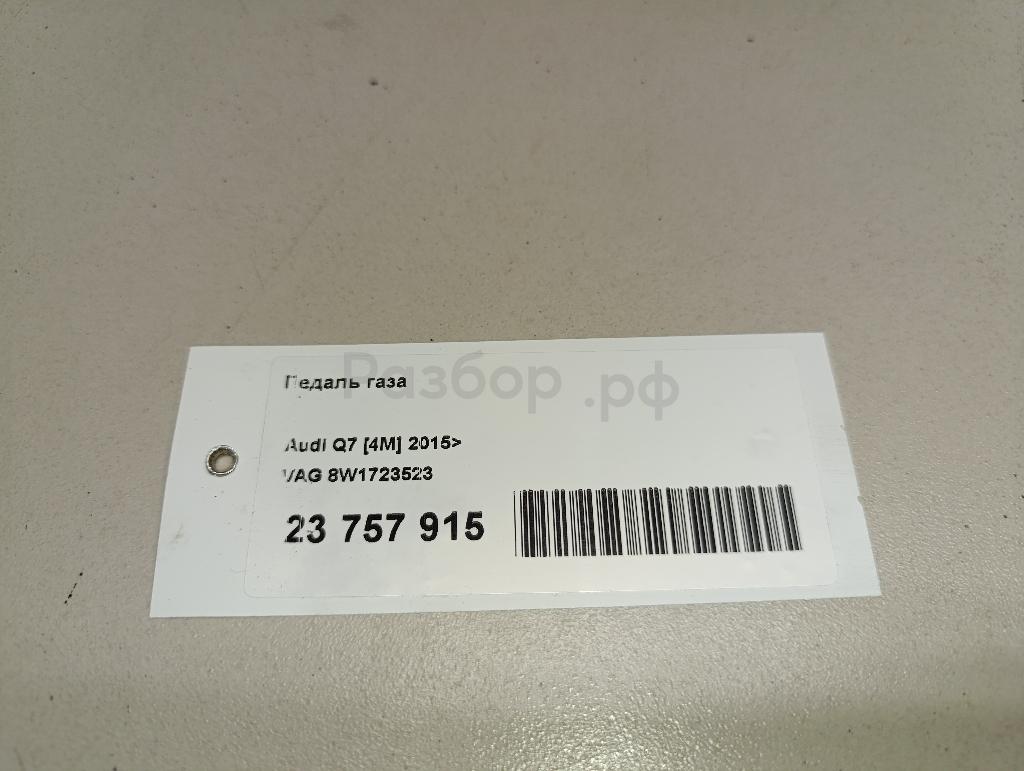 Разбор.рф
Педаль газа
Audi Q7 [4M] 2015>
VAG 8W1723523
23 757 915